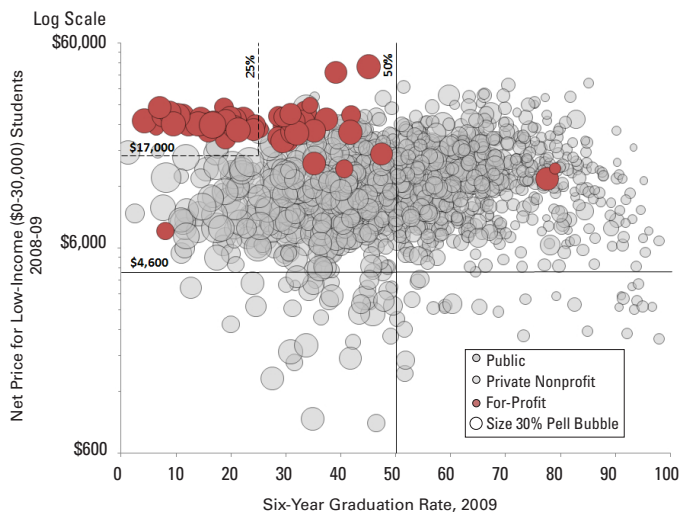 Log Scale
$60,000
25%
50%
$17,000
Net Price for Low-Income ($0-30,000) Students
2008-09
$6,000
$4,600
Public
Private Nonprofit
For-Profit
Size 30% Pell Bubble
$600
0 10 20 30 40 50 60 70 80 90 100
Six-Year Graduation Rate, 2009